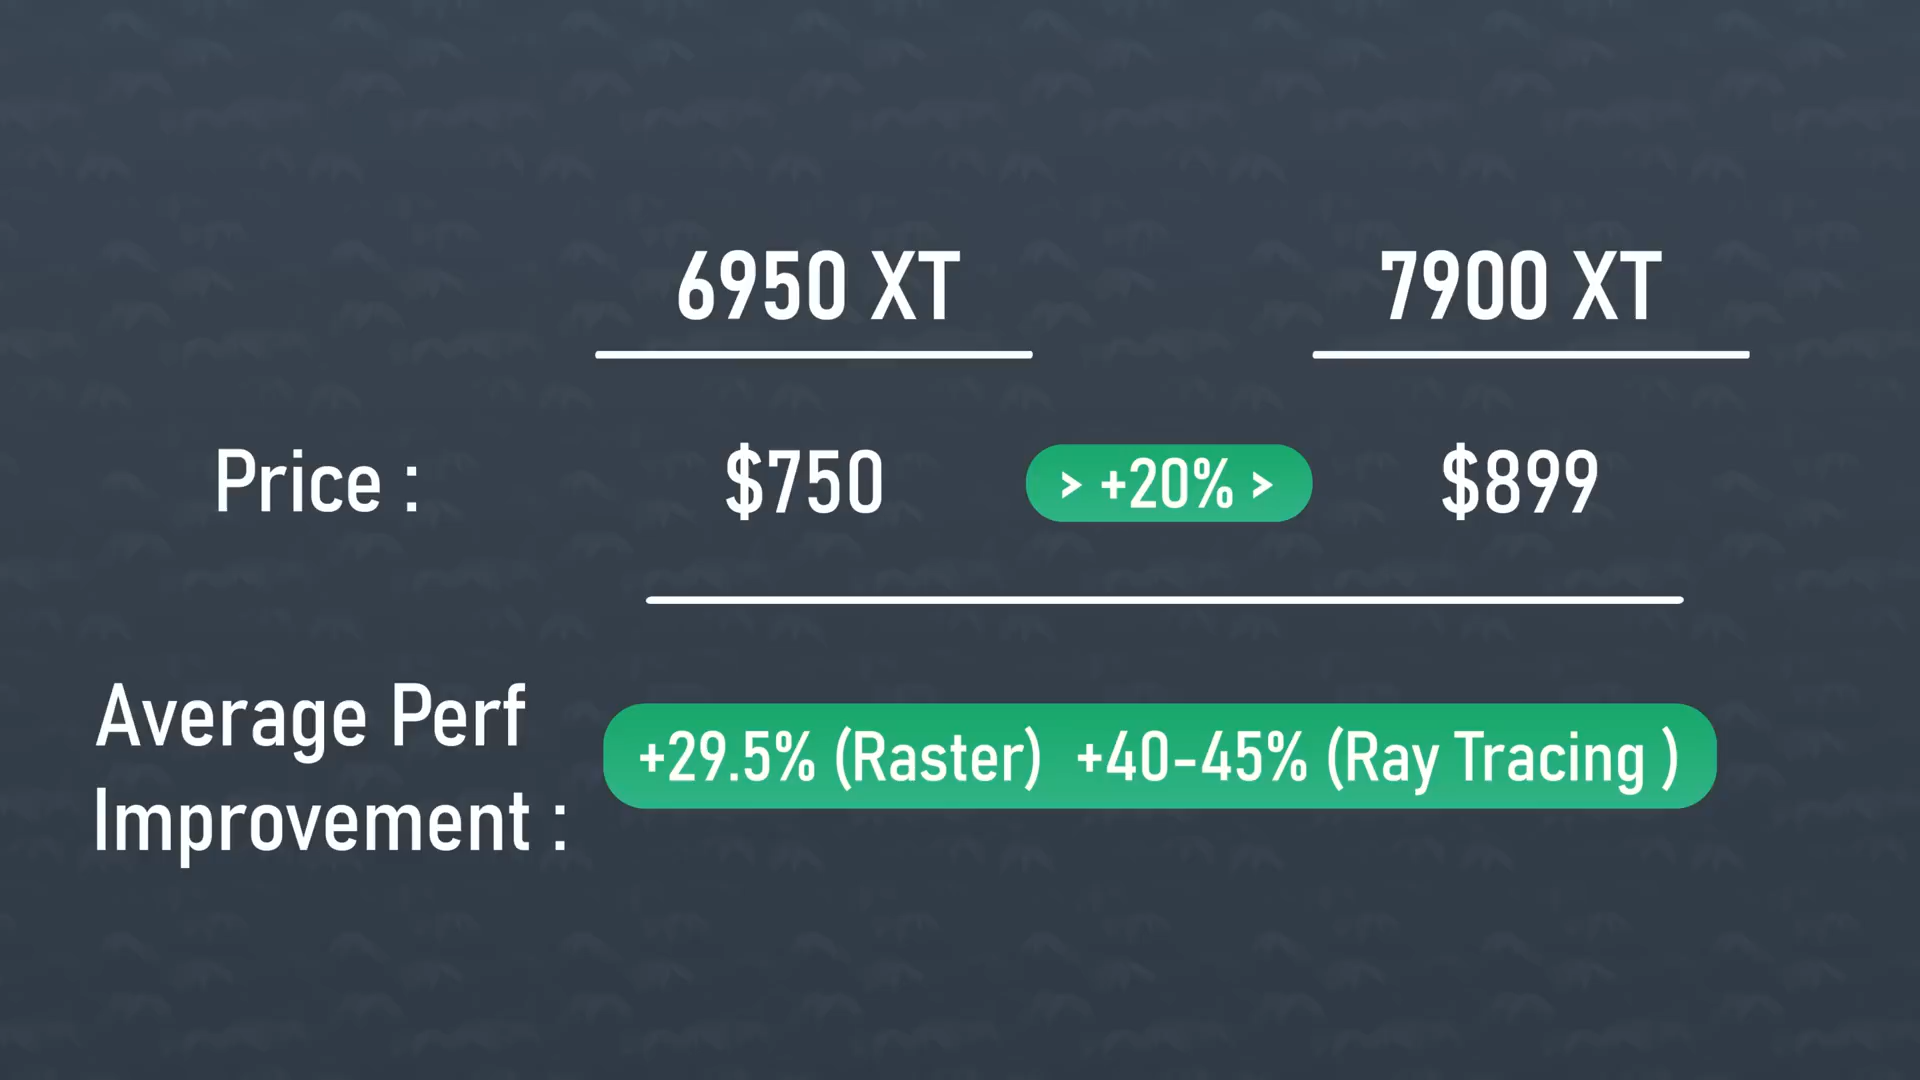 6950 XT 7900 XT
Price : $750 > +20% > $899
Average Perf
+29.5% (Raster) +40-45% (Ray Tracing )
Improvement :